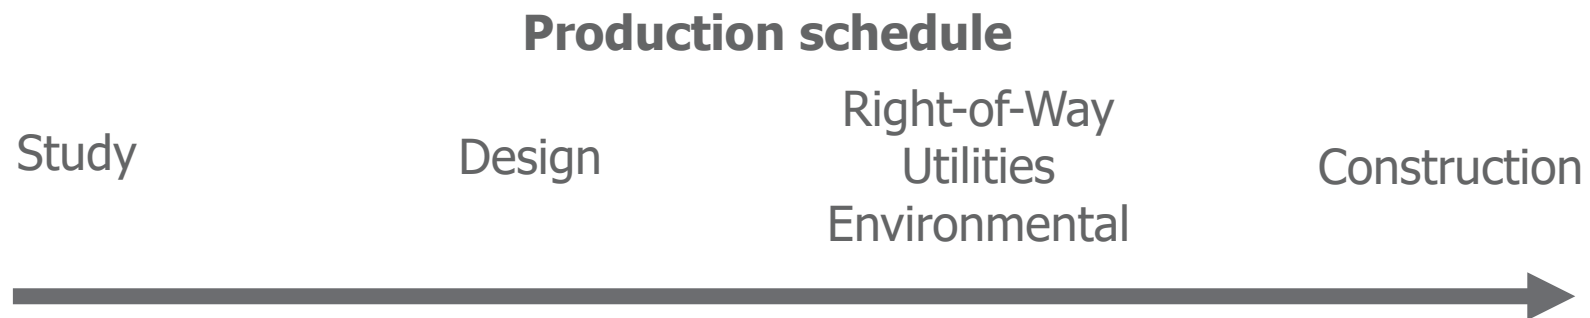 Production schedule
Study
Design
Right-of-Way
Utilities
Environmental
Construction